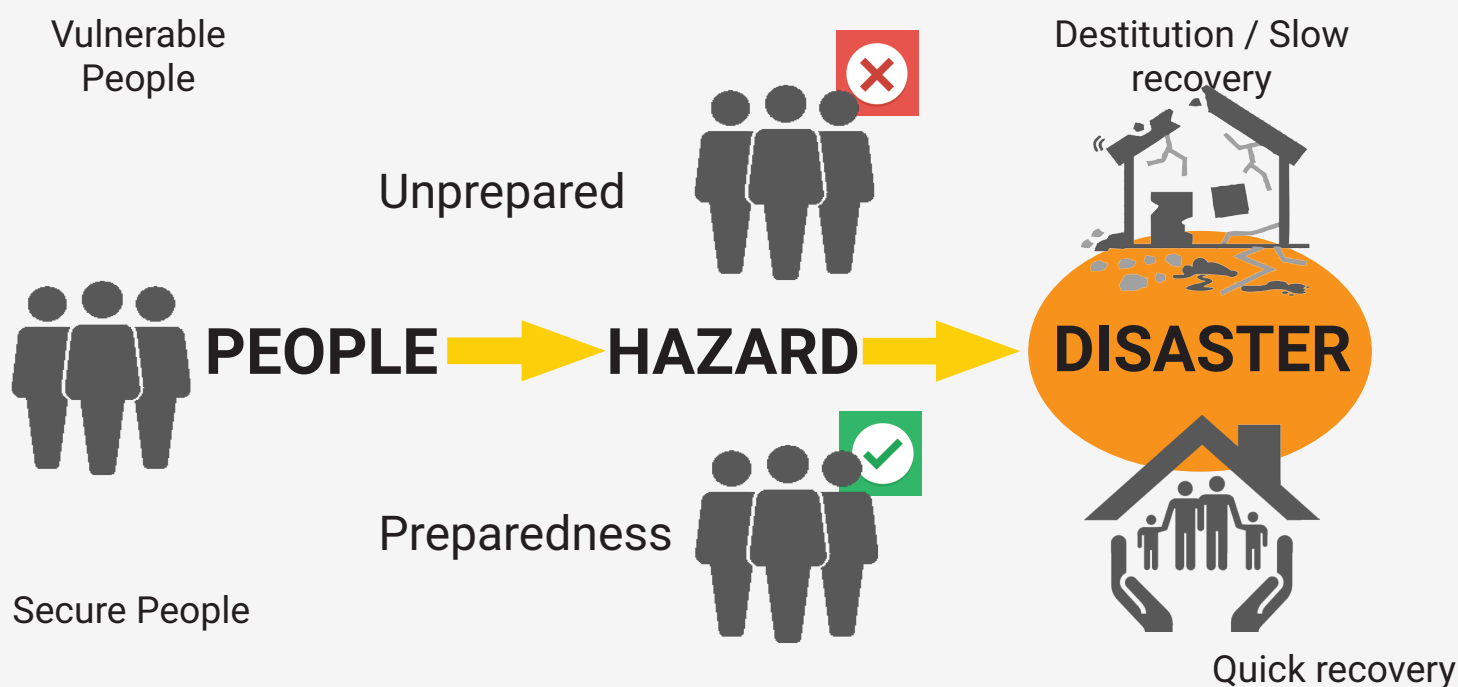 Vulnerable
People
Destitution / Slow
recovery
Unprepared
PEOPLE
HAZARD
DISASTER
Preparedness
Secure People
Quick recovery